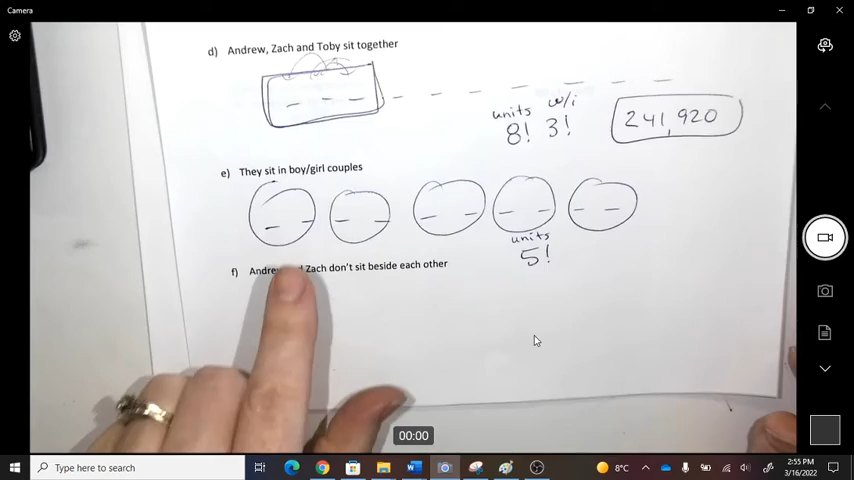 Camera
d) Andrew, Zach and Toby sit together
units w/i
8! 3!
241,920
e) They sit in boy/girl couples
units
5!
f) Zach don't sit beside each other
00:00
Type here to search
8°C
2:55 PM
3/16/2022